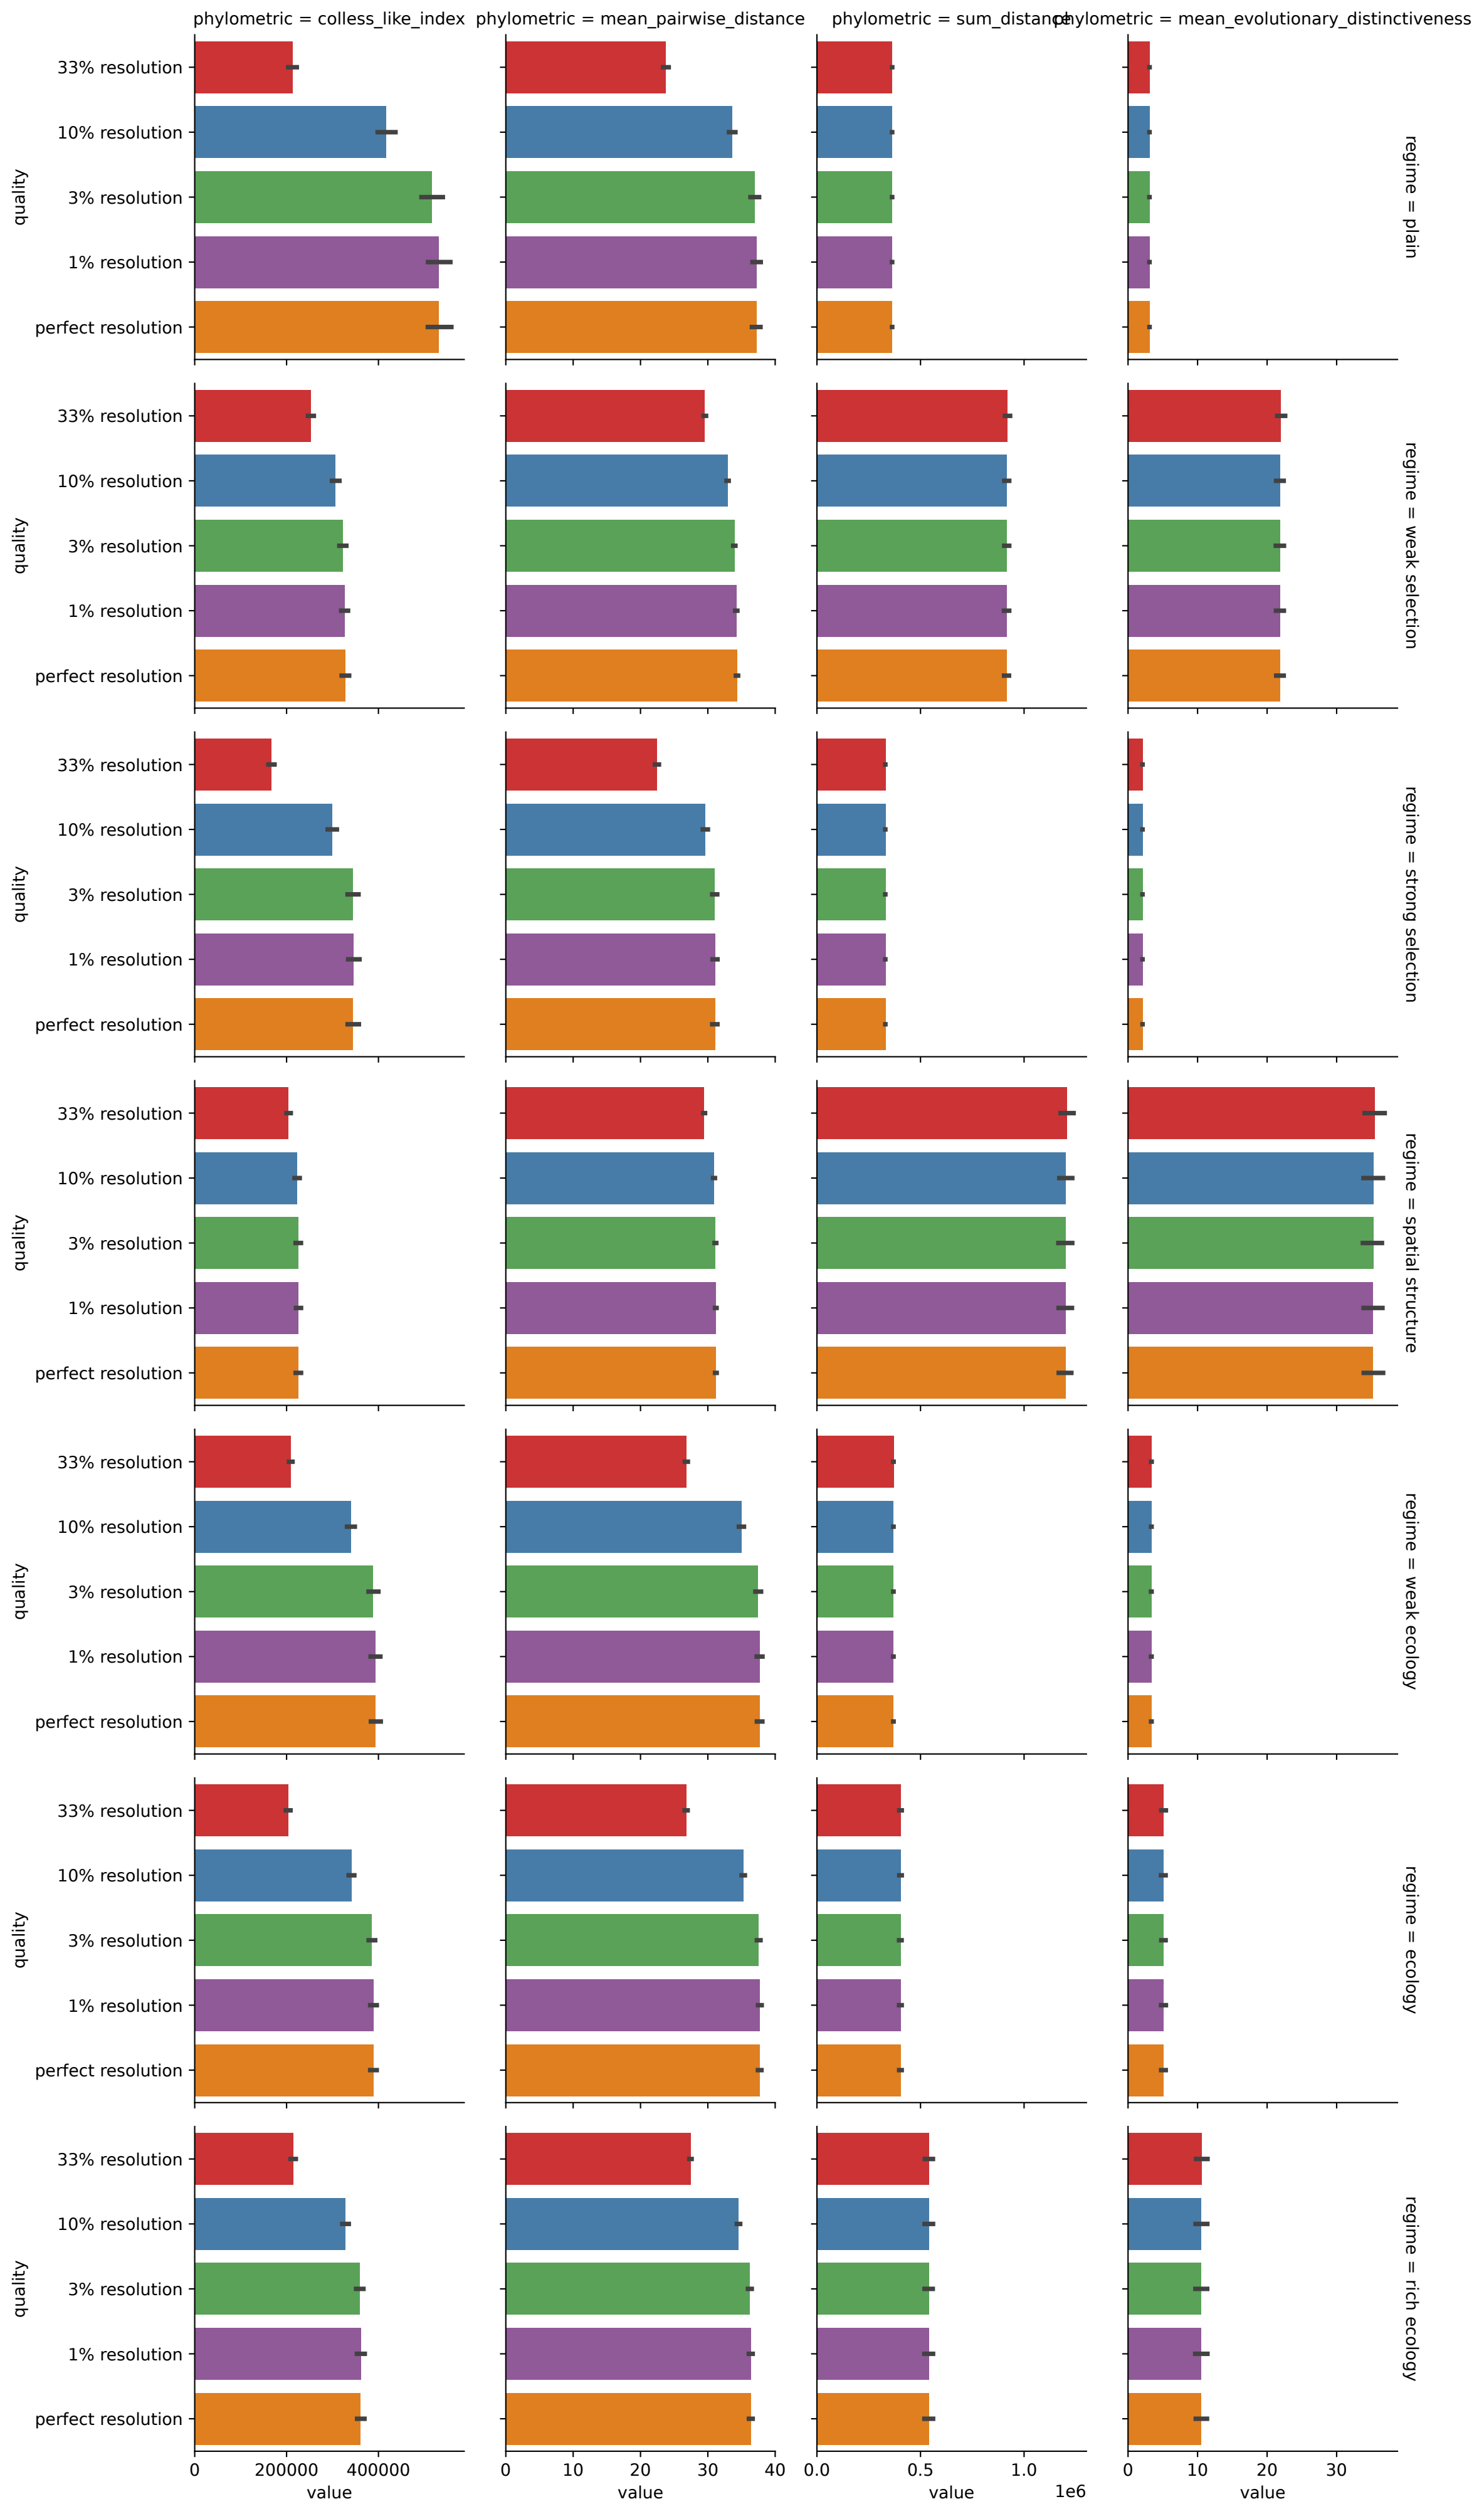 phylometric = colless_like_index phylometric = mean_pairwise_distance phylometric = sum_distance phylometric = mean_evolutionary_distinctiveness
33% resolution
10% resolution
3% resolution
1% resolution
perfect resolution
quality
regime = plain
33% resolution
10% resolution
3% resolution
1% resolution
perfect resolution
quality
regime = weak selection
33% resolution
10% resolution
3% resolution
1% resolution
perfect resolution
quality
regime = strong selection
33% resolution
10% resolution
3% resolution
1% resolution
perfect resolution
quality
regime = spatial structure
33% resolution
10% resolution
3% resolution
1% resolution
perfect resolution
quality
regime = weak ecology
33% resolution
10% resolution
3% resolution
1% resolution
perfect resolution
quality
regime = ecology
33% resolution
10% resolution
3% resolution
1% resolution
perfect resolution
quality
regime = rich ecology
0 200000 400000 0 10 20 30 40 0.0 0.5 1.0 0 10 20 30
1e6
value value value value